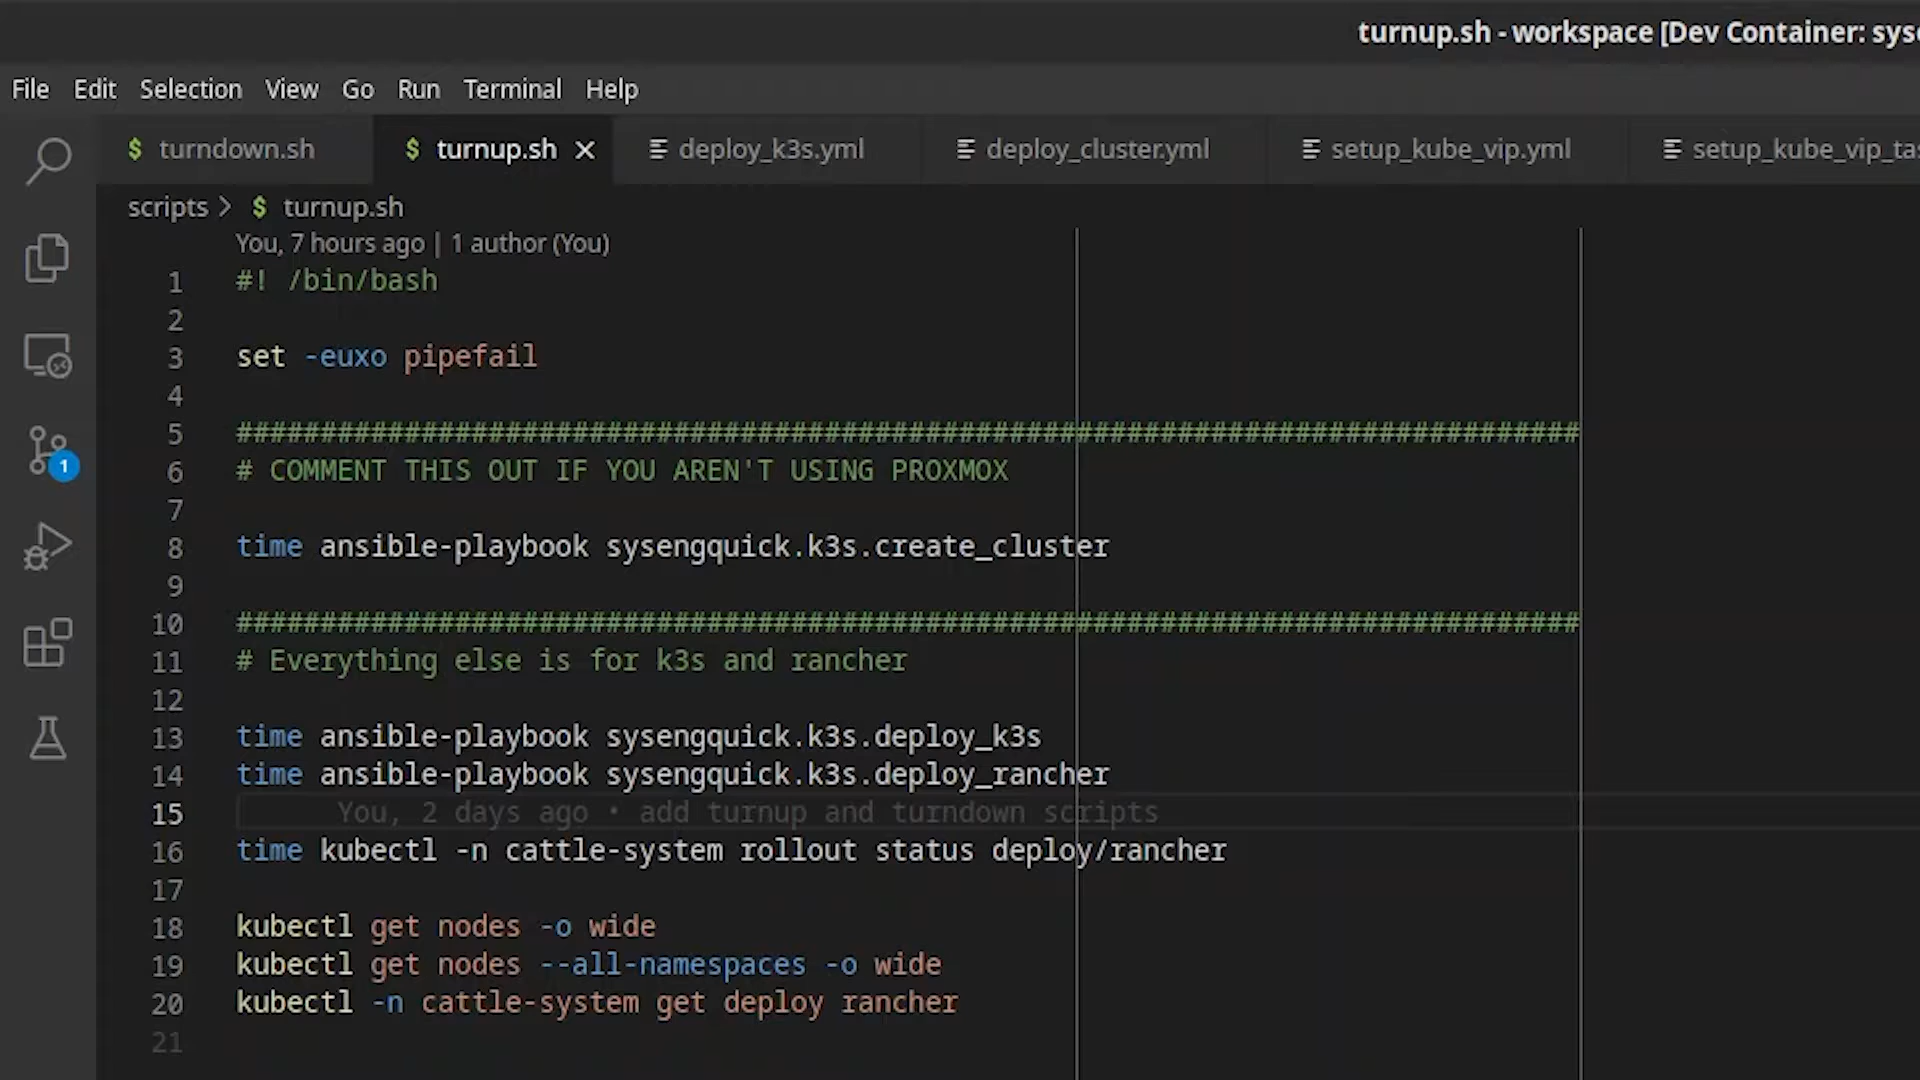 turnup.sh - workspace [Dev Container: syse
File Edit Selection View Go Run Terminal Help
$ turndown.sh $ turnup.sh deploy_k3s.yml deploy_cluster.yml setup_kube_vip.yml setup_kube_vip_tas
scripts > $ turnup.sh
You, 7 hours ago | 1 author (You)
1 #! /bin/bash
2
3 set -euxo pipefail
4
5 ################################################################################
6 # COMMENT THIS OUT IF YOU AREN'T USING PROXMOX
7
8 time ansible-playbook sysengquick.k3s.create_cluster
9
10 ################################################################################
11 # Everything else is for k3s and rancher
12
13 time ansible-playbook sysengquick.k3s.deploy_k3s
14 time ansible-playbook sysengquick.k3s.deploy_rancher
15 You, 2 days ago • add turnup and turndown scripts
16 time kubectl -n cattle-system rollout status deploy/rancher
17
18 kubectl get nodes -o wide
19 kubectl get nodes --all-namespaces -o wide
20 kubectl -n cattle-system get deploy rancher
21
1